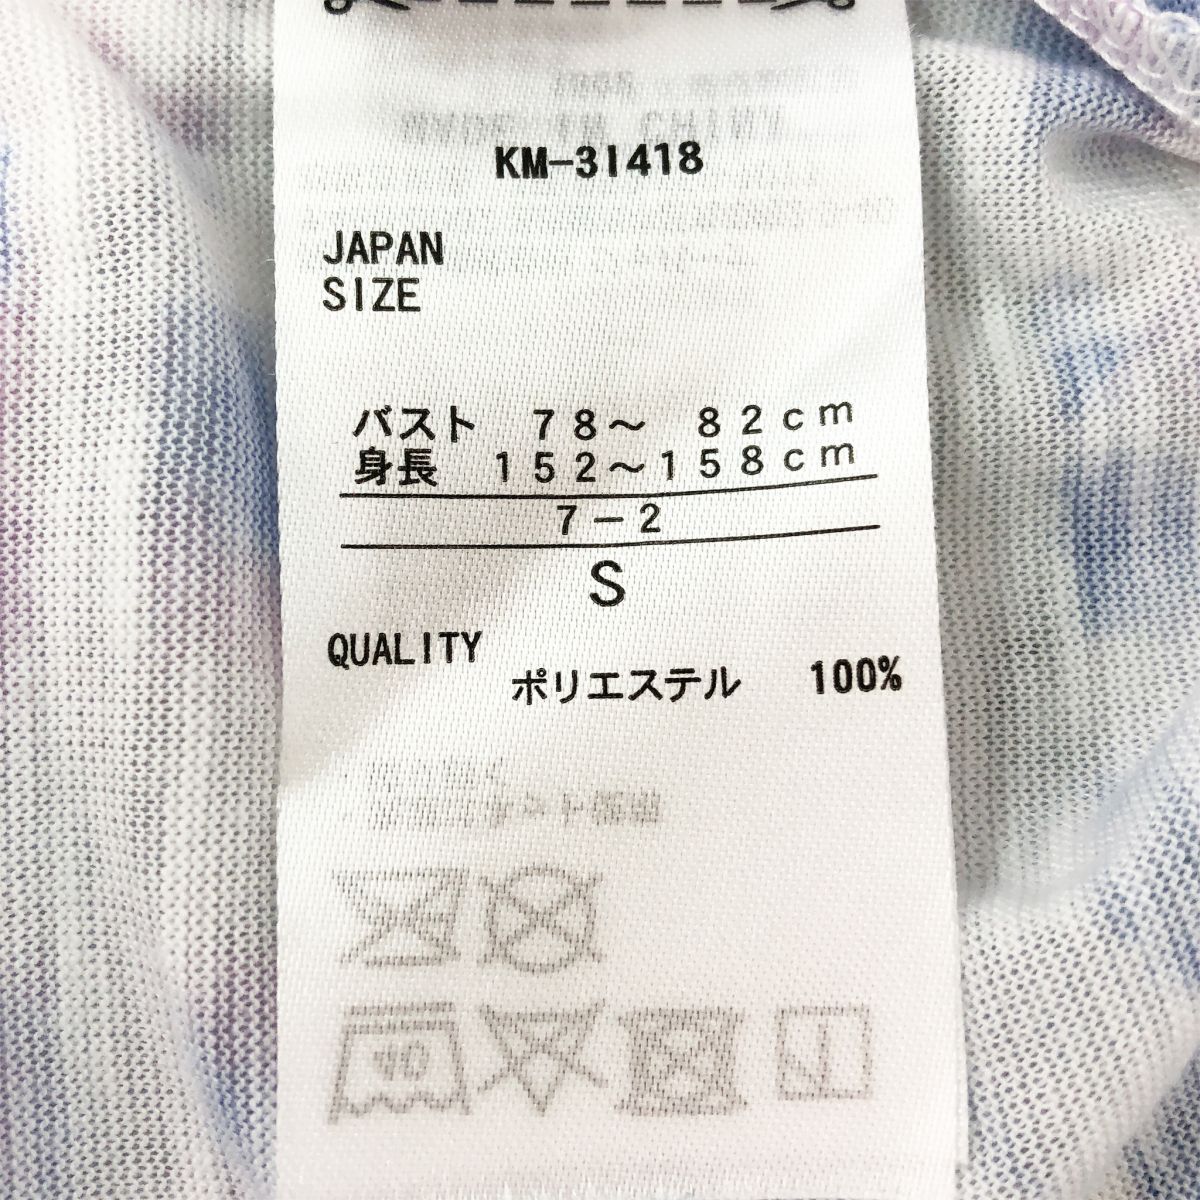 KM-31418
JAPAN
SIZE
バスト 78～ 82cm
身長 152～158cm
7-2
S
QUALITY
ポリエステル 100%